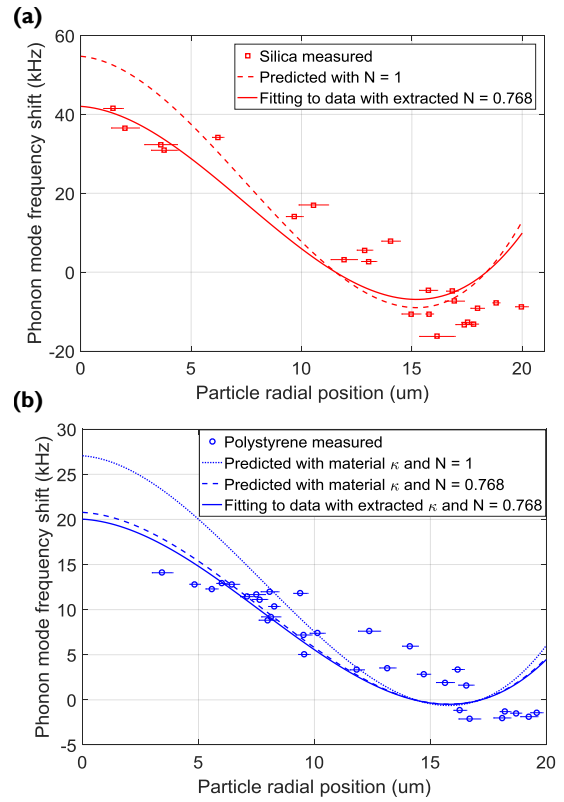 (a)
60
40
20
0
-20
Phonon mode frequency shift (kHz)
Silica measured
Predicted with N = 1
Fitting to data with extracted N = 0.768
0 5 10 15 20
Particle radial position (um)
(b)
30
25
20
15
10
5
0
-5
Phonon mode frequency shift (kHz)
Polystyrene measured
Predicted with material κ and N = 1
Predicted with material κ and N = 0.768
Fitting to data with extracted κ and N = 0.768
0 5 10 15 20
Particle radial position (um)